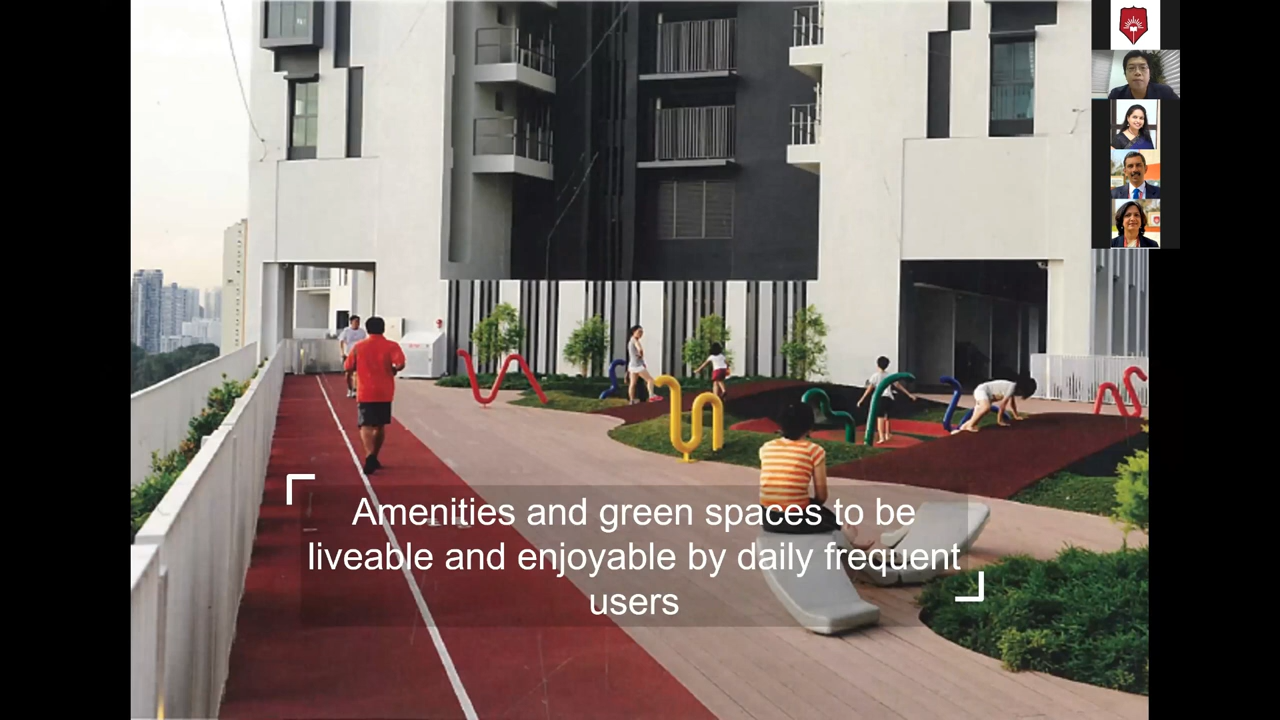 Amenities and green spaces to be
liveable and enjoyable by daily frequent
users